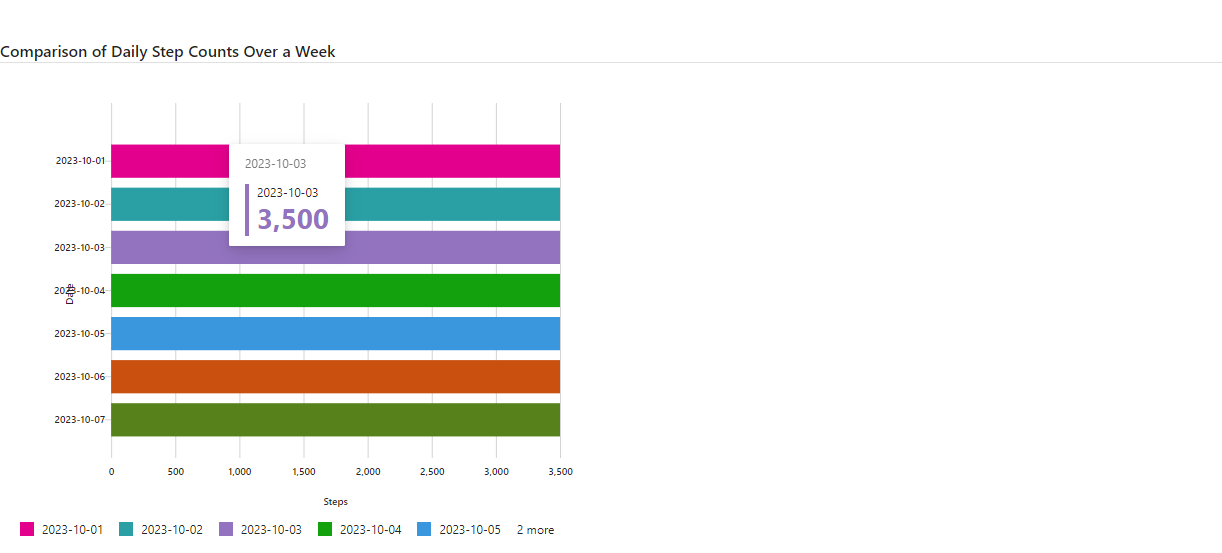 Comparison of Daily Step Counts Over a Week
2023-10-01
2023-10-02
2023-10-03
2023-10-04
2023-10-05
2023-10-06
2023-10-07
Date
2023-10-03
2023-10-03
3,500
0 500 1,000 1,500 2,000 2,500 3,000 3,500
Steps
2023-10-01 2023-10-02 2023-10-03 2023-10-04 2023-10-05 2 more